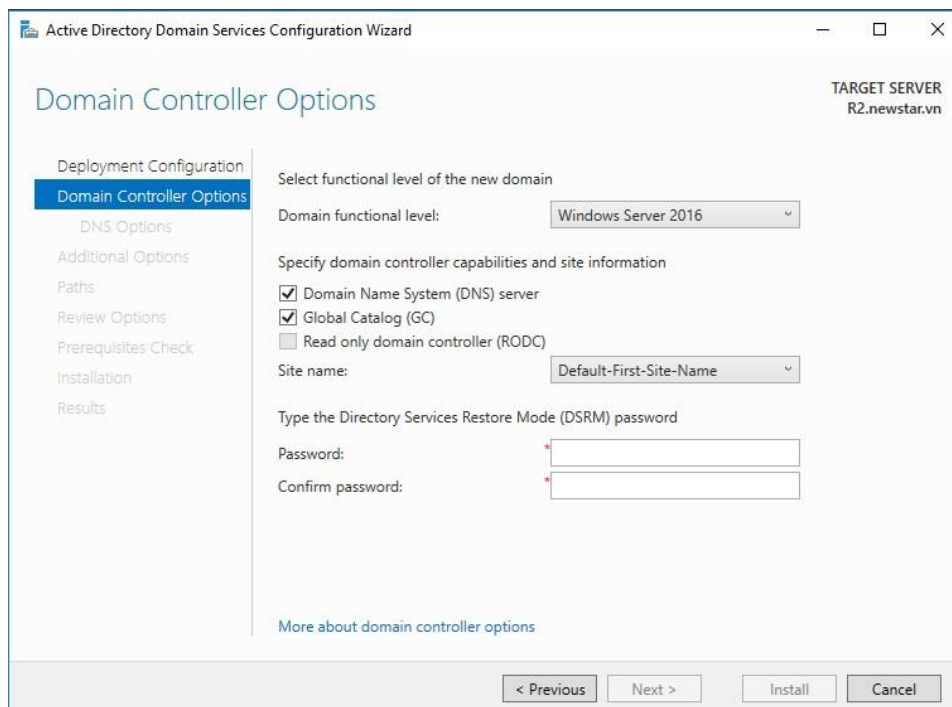 Active Directory Domain Services Configuration Wizard
Domain Controller Options
TARGET SERVER
R2.newstar.vn
Deployment Configuration
Domain Controller Options
DNS Options
Additional Options
Paths
Review Options
Prerequisites Check
Installation
Results
Select functional level of the new domain
Domain functional level: Windows Server 2016
Specify domain controller capabilities and site information
Domain Name System (DNS) server
Global Catalog (GC)
Read only domain controller (RODC)
Site name: Default-First-Site-Name
Type the Directory Services Restore Mode (DSRM) password
Password: *
Confirm password: *
More about domain controller options
< Previous Next > Install Cancel